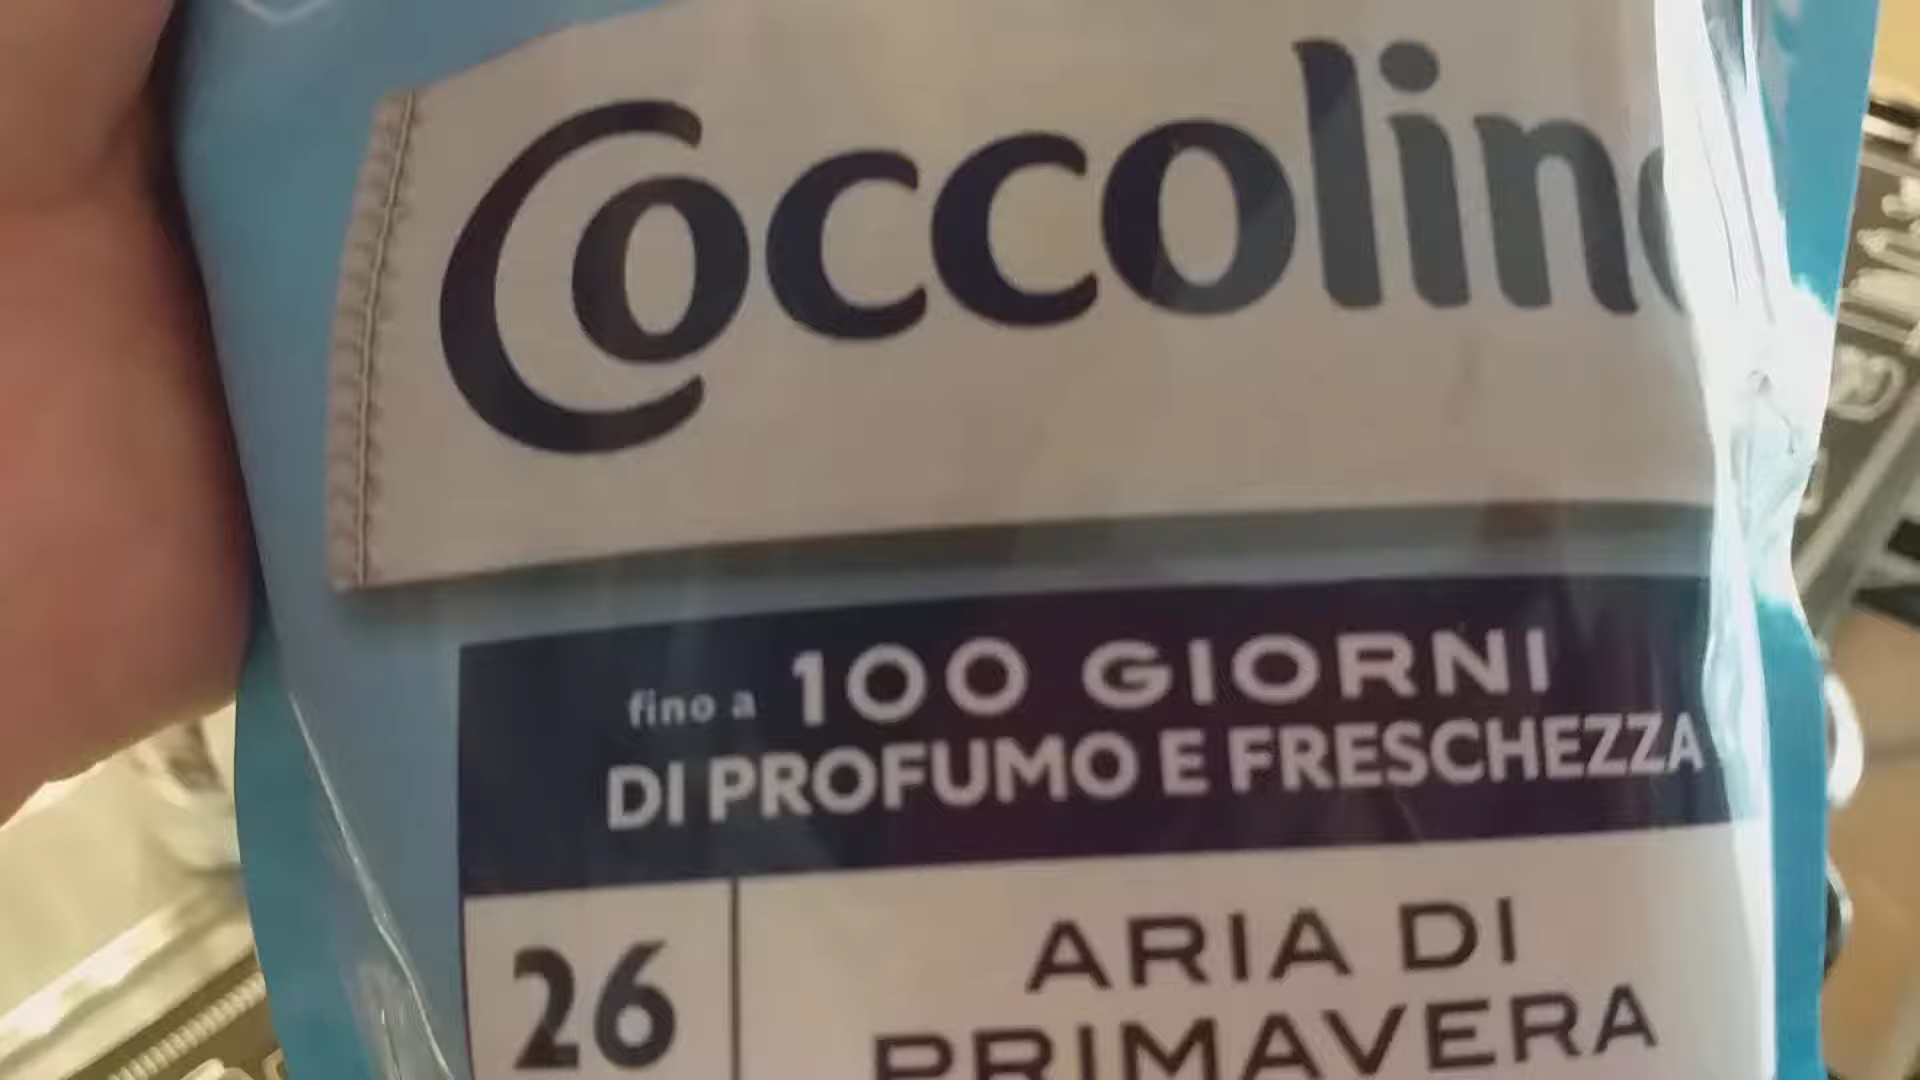 Coccolino
fino a 100 GIORNI
DI PROFUMO E FRESCHEZZA
26
ARIA DI
PRIMAVERA